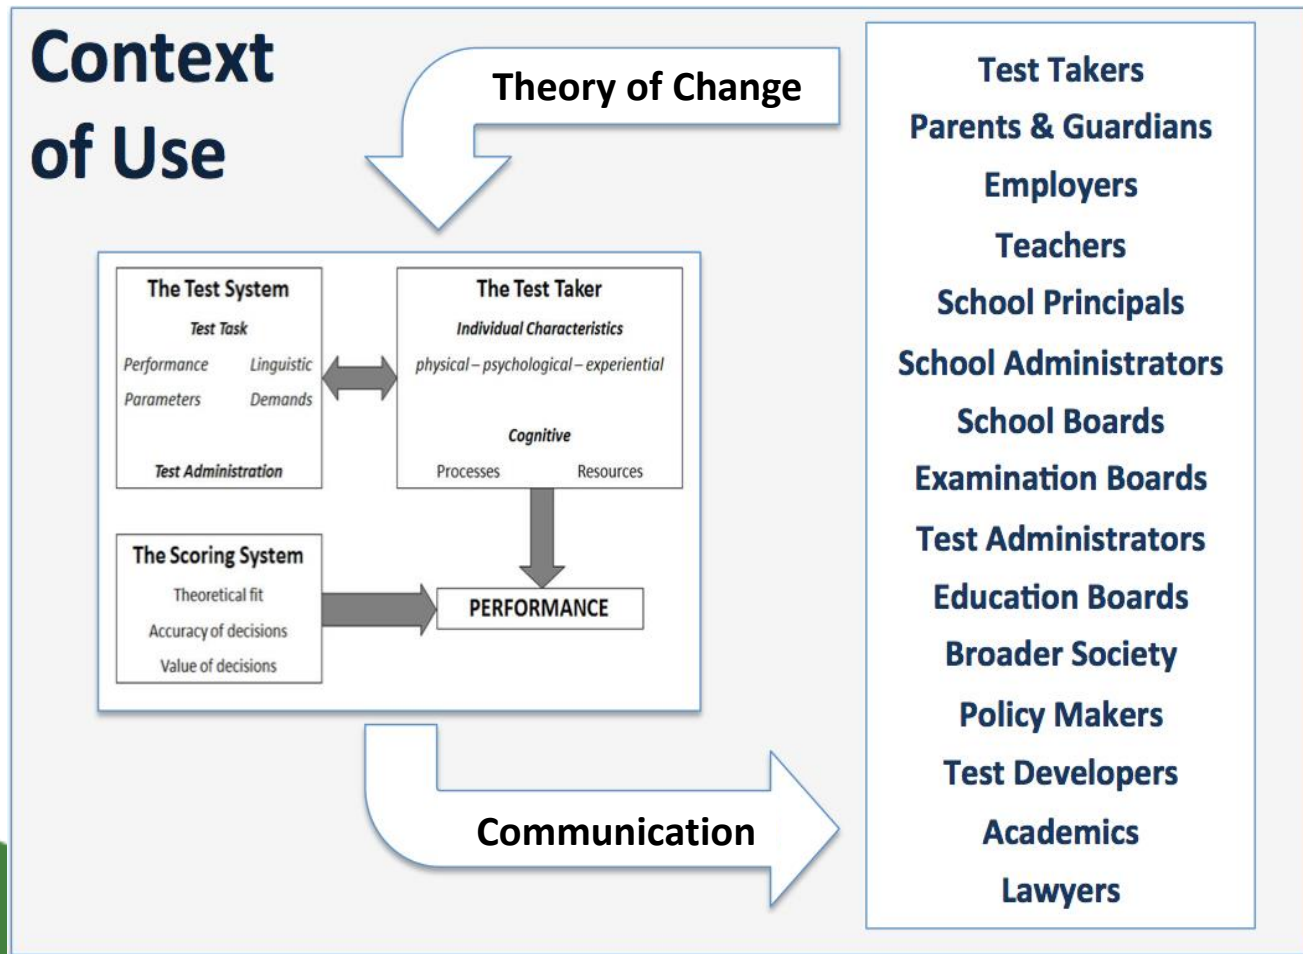 Context
of Use
Theory of Change
The Test System
Test Task
Performance Linguistic
Parameters Demands
Test Administration
The Test Taker
Individual Characteristics
physical – psychological – experiential
Cognitive
Processes Resources
The Scoring System
Theoretical fit
Accuracy of decisions
Value of decisions
PERFORMANCE
Communication
Test Takers
Parents & Guardians
Employers
Teachers
School Principals
School Administrators
School Boards
Examination Boards
Test Administrators
Education Boards
Broader Society
Policy Makers
Test Developers
Academics
Lawyers